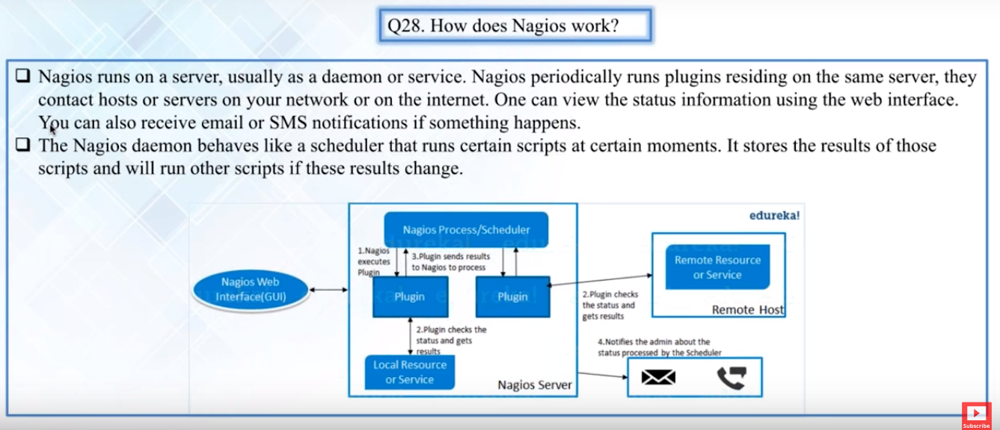 Q28. How does Nagios work?
❑ Nagios runs on a server, usually as a daemon or service. Nagios periodically runs plugins residing on the same server, they
contact hosts or servers on your network or on the internet. One can view the status information using the web interface.
You can also receive email or SMS notifications if something happens.
❑ The Nagios daemon behaves like a scheduler that runs certain scripts at certain moments. It stores the results of those
scripts and will run other scripts if these results change.
edureka!
Nagios Process/Scheduler
1.Nagios
executes
Plugin
3.Plugin sends results
to Nagios to process
Nagios Web
Interface(GUI)
Plugin
Plugin
Remote Resource
or Service
Remote Host
2.Plugin checks
the status and
gets results
2.Plugin checks the
status and gets
results
Local Resource
or Service
Nagios Server
4.Notifies the admin about the
status processed by the Scheduler
Subscribe